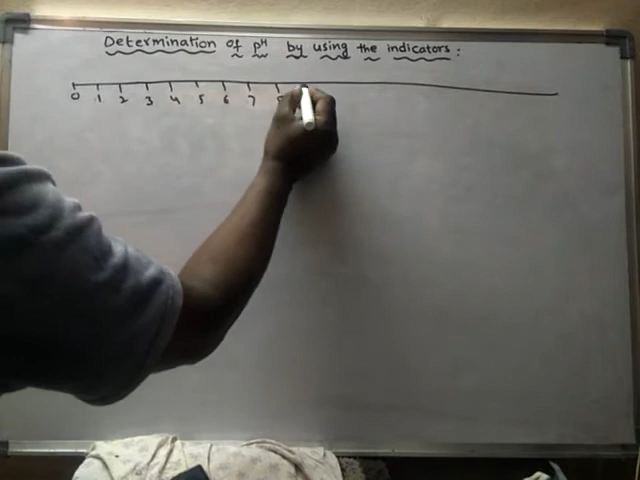 Determination of pH by using the indicators:
0 1 2 3 4 5 6 7